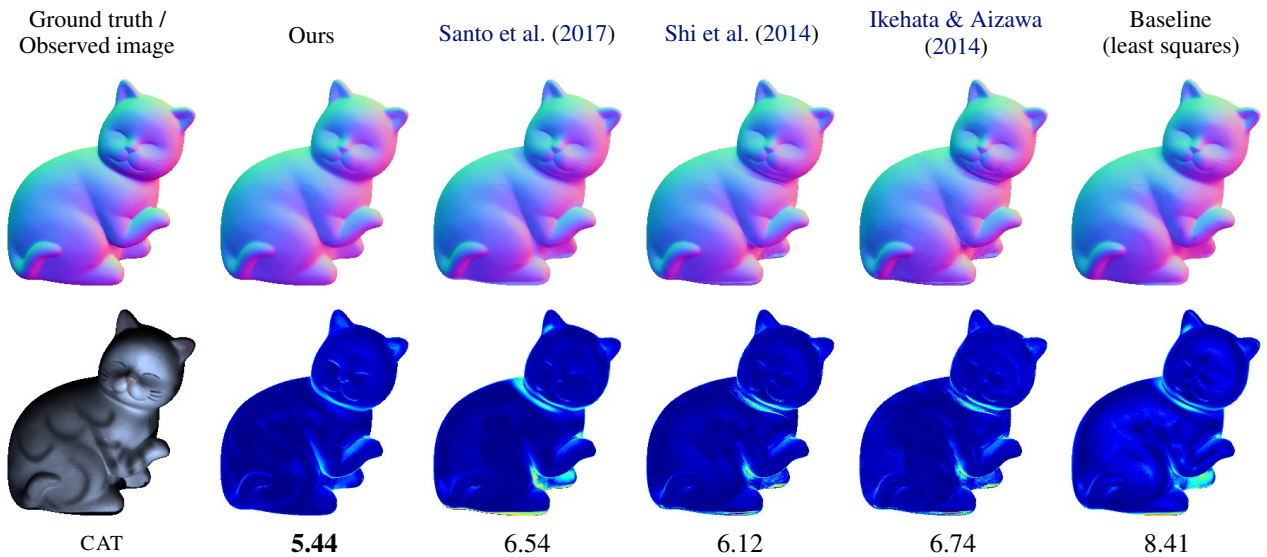 Ground truth /
Observed image
Ours
Santo et al. (2017)
Shi et al. (2014)
Ikehata & Aizawa
(2014)
Baseline
(least squares)
CAT
5.44
6.54
6.12
6.74
8.41